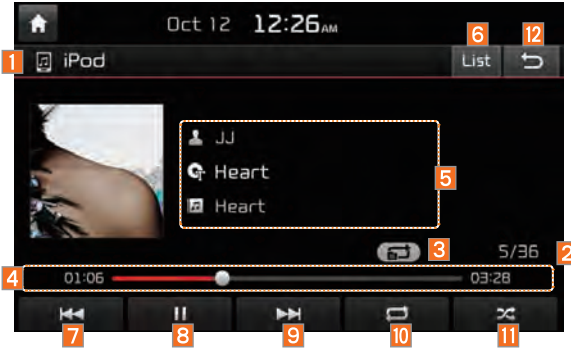 Oct 12 12:26AM
6 12
1 iPod List
JJ
Heart 5
Heart
3 5/36 2
4 01:06 03:28
7 8 9 10 11